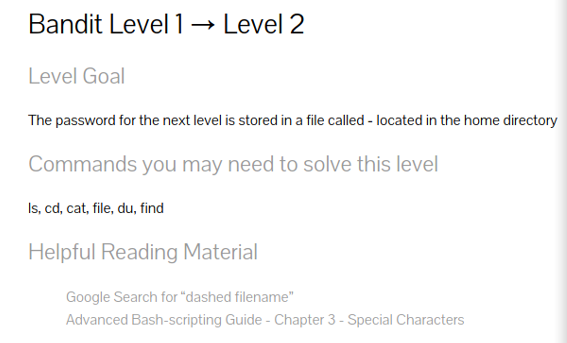 Bandit Level 1 → Level 2
Level Goal
The password for the next level is stored in a file called - located in the home directory
Commands you may need to solve this level
ls, cd, cat, file, du, find
Helpful Reading Material
Google Search for “dashed filename”
Advanced Bash-scripting Guide - Chapter 3 - Special Characters